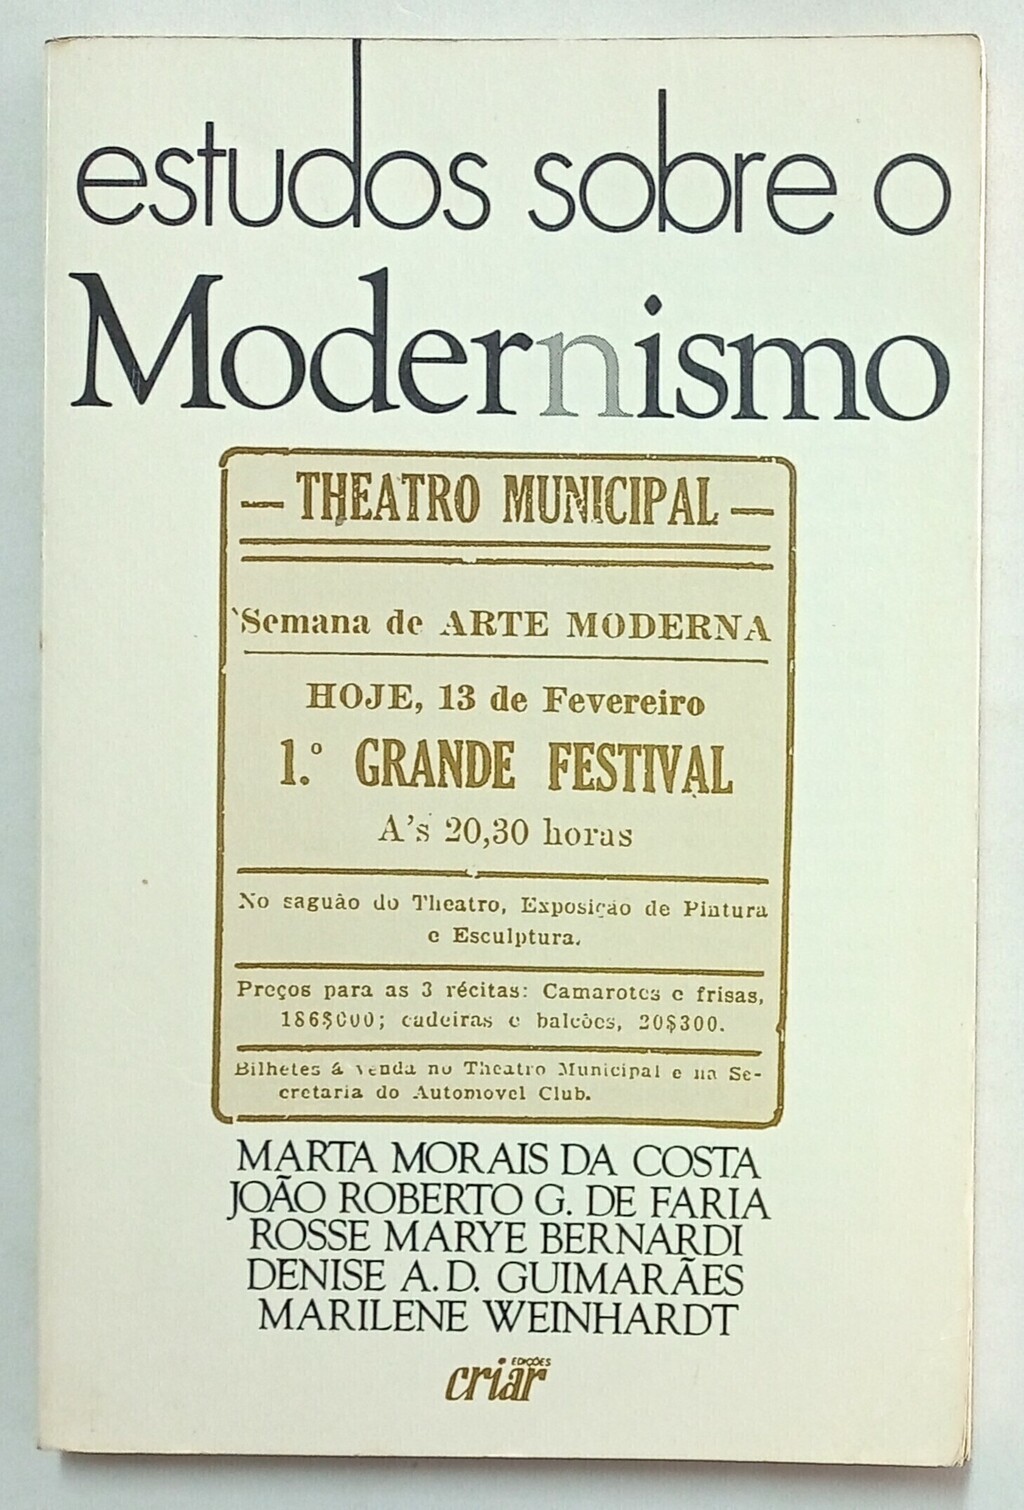 estudos sobre o
Modernismo
— THEATRO MUNICIPAL —
Semana de ARTE MODERNA
HOJE, 13 de Fevereiro
1.º GRANDE FESTIVAL
A's 20,30 horas
No saguão do Theatro, Exposição de Pintura
e Esculptura.
Preços para as 3 récitas: Camarotes e frisas,
186$000; cadeiras e balcões, 20$300.
Bilhetes á venda no Theatro Municipal e na Se-
cretaria do Automovel Club.
MARTA MORAIS DA COSTA
JOÃO ROBERTO G. DE FARIA
ROSSE MARYE BERNARDI
DENISE A.D. GUIMARÃES
MARILENE WEINHARDT
EDIÇÕES
criar